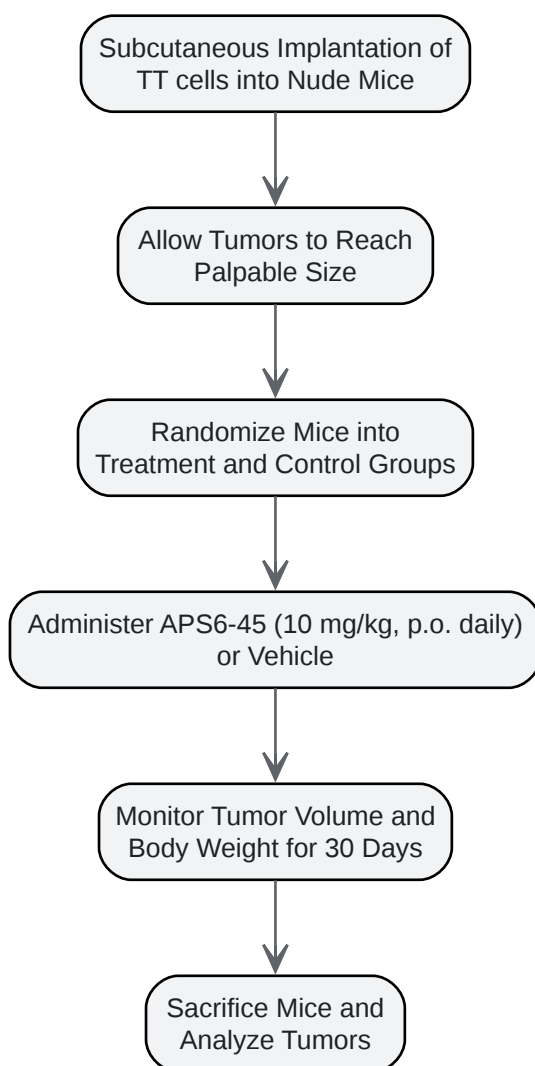 Subcutaneous Implantation of
TT cells into Nude Mice
Allow Tumors to Reach
Palpable Size
Randomize Mice into
Treatment and Control Groups
Administer APS6-45 (10 mg/kg, p.o. daily)
or Vehicle
Monitor Tumor Volume and
Body Weight for 30 Days
Sacrifice Mice and
Analyze Tumors